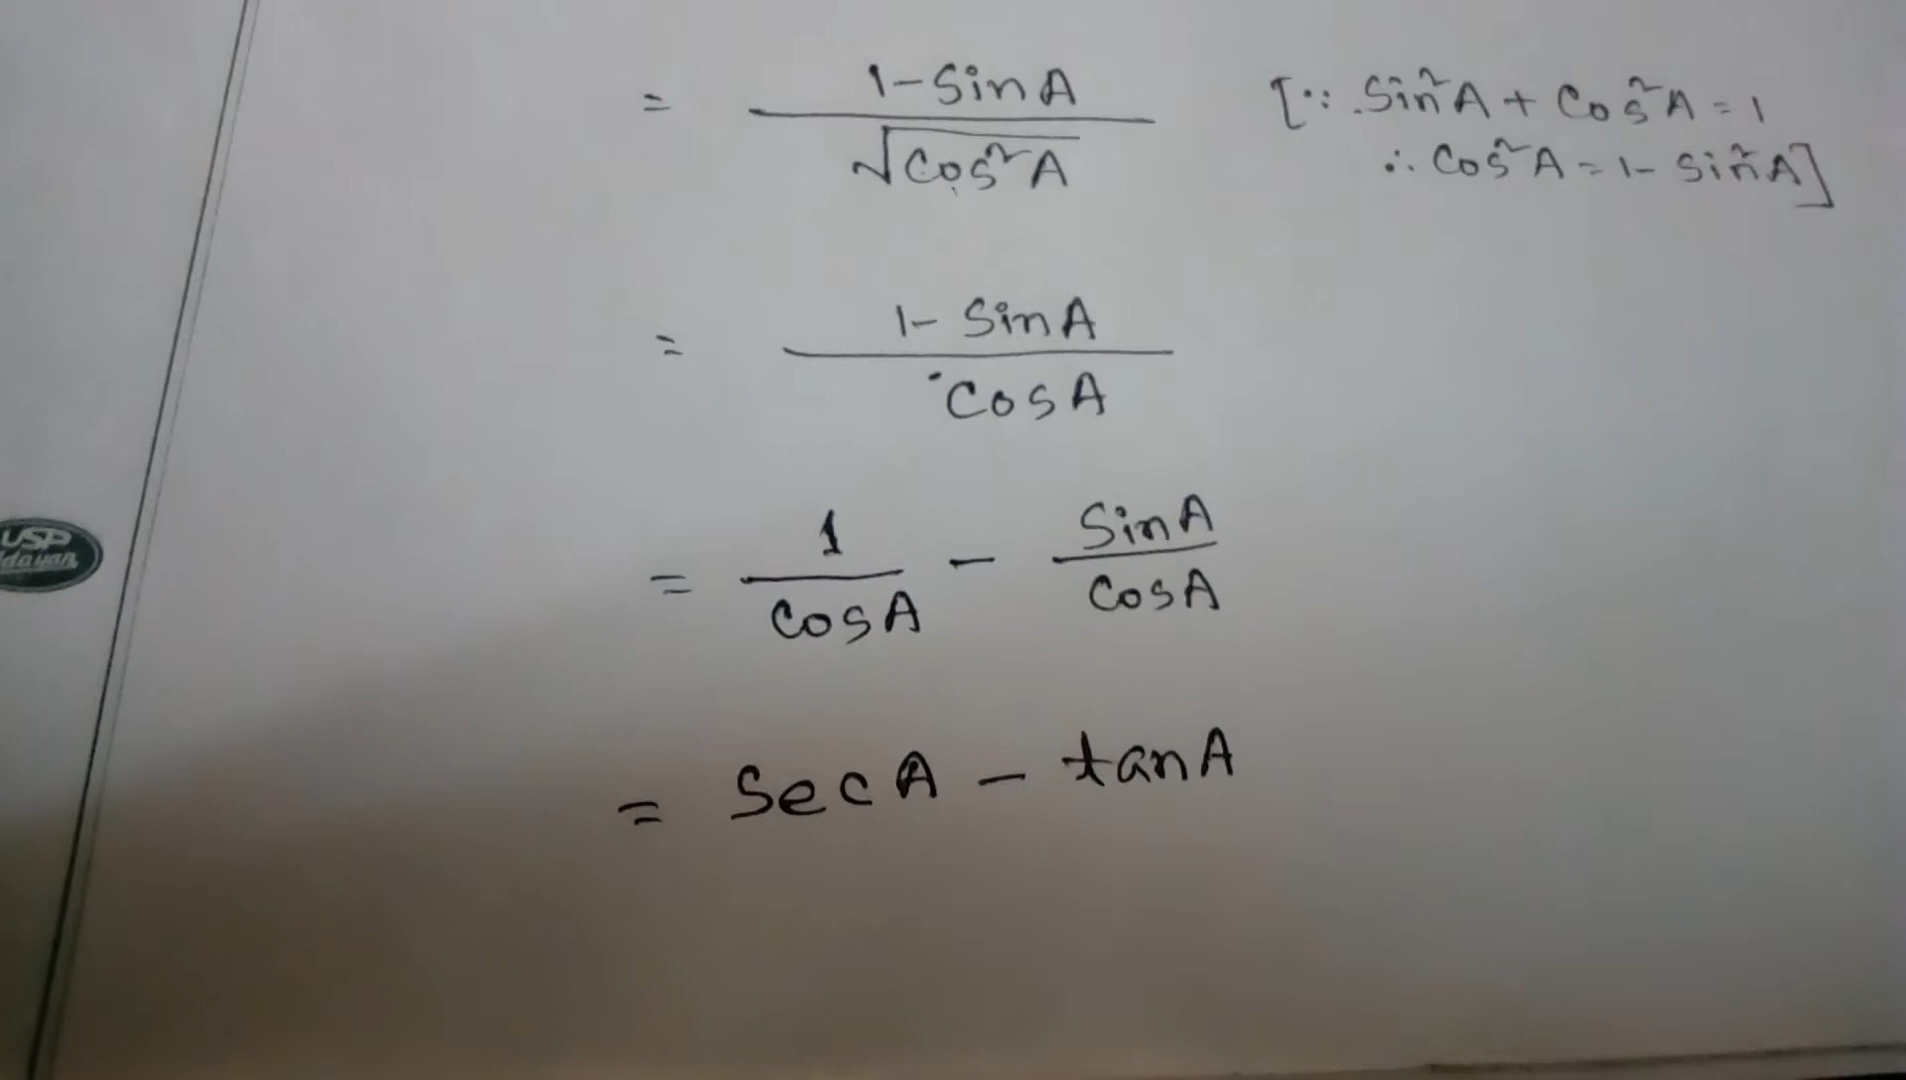 = (1-SinA)/√(Cos²A) [∵ Sin²A + Cos²A = 1
∴ Cos²A = 1 - Sin²A]
= (1- SinA)/CosA
= 1/CosA - SinA/CosA
USP
dayan
= SecA - tanA